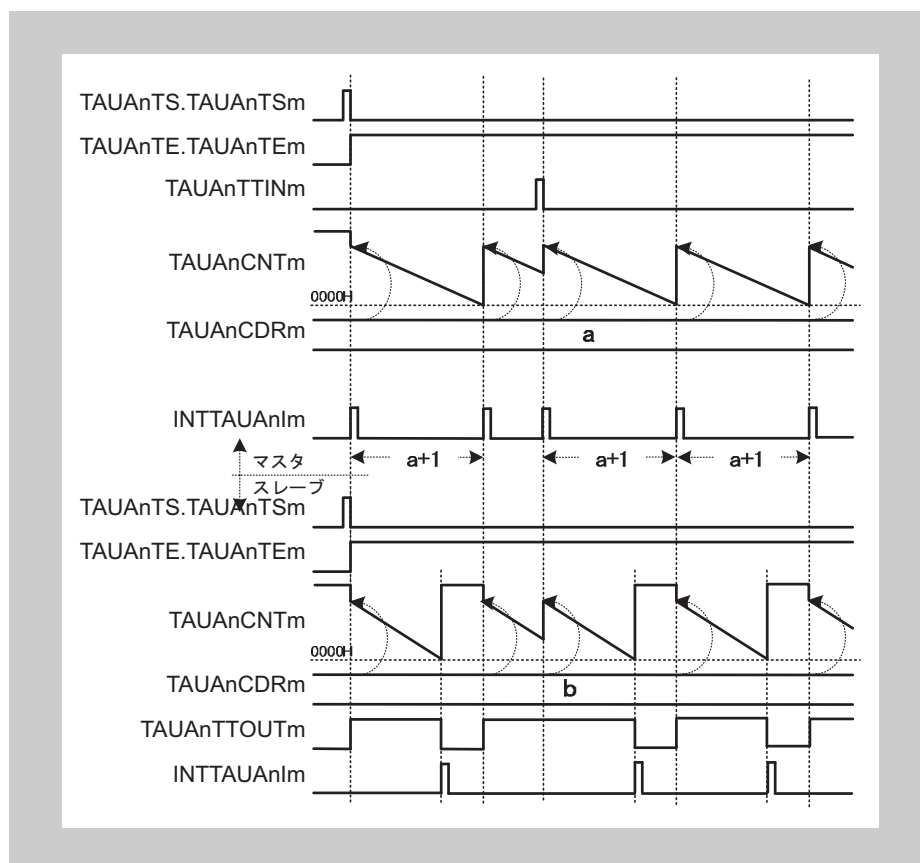 TAUAnTS.TAUAnTSm
TAUAnTE.TAUAnTEm
TAUAnTTINm
TAUAnCNTm
0000H
TAUAnCDRm
a
INTTAUAnIm
マスタ
a+1
a+1
a+1
スレーブ
TAUAnTS.TAUAnTSm
TAUAnTE.TAUAnTEm
TAUAnCNTm
0000H
TAUAnCDRm
b
TAUAnTTOUTm
INTTAUAnIm